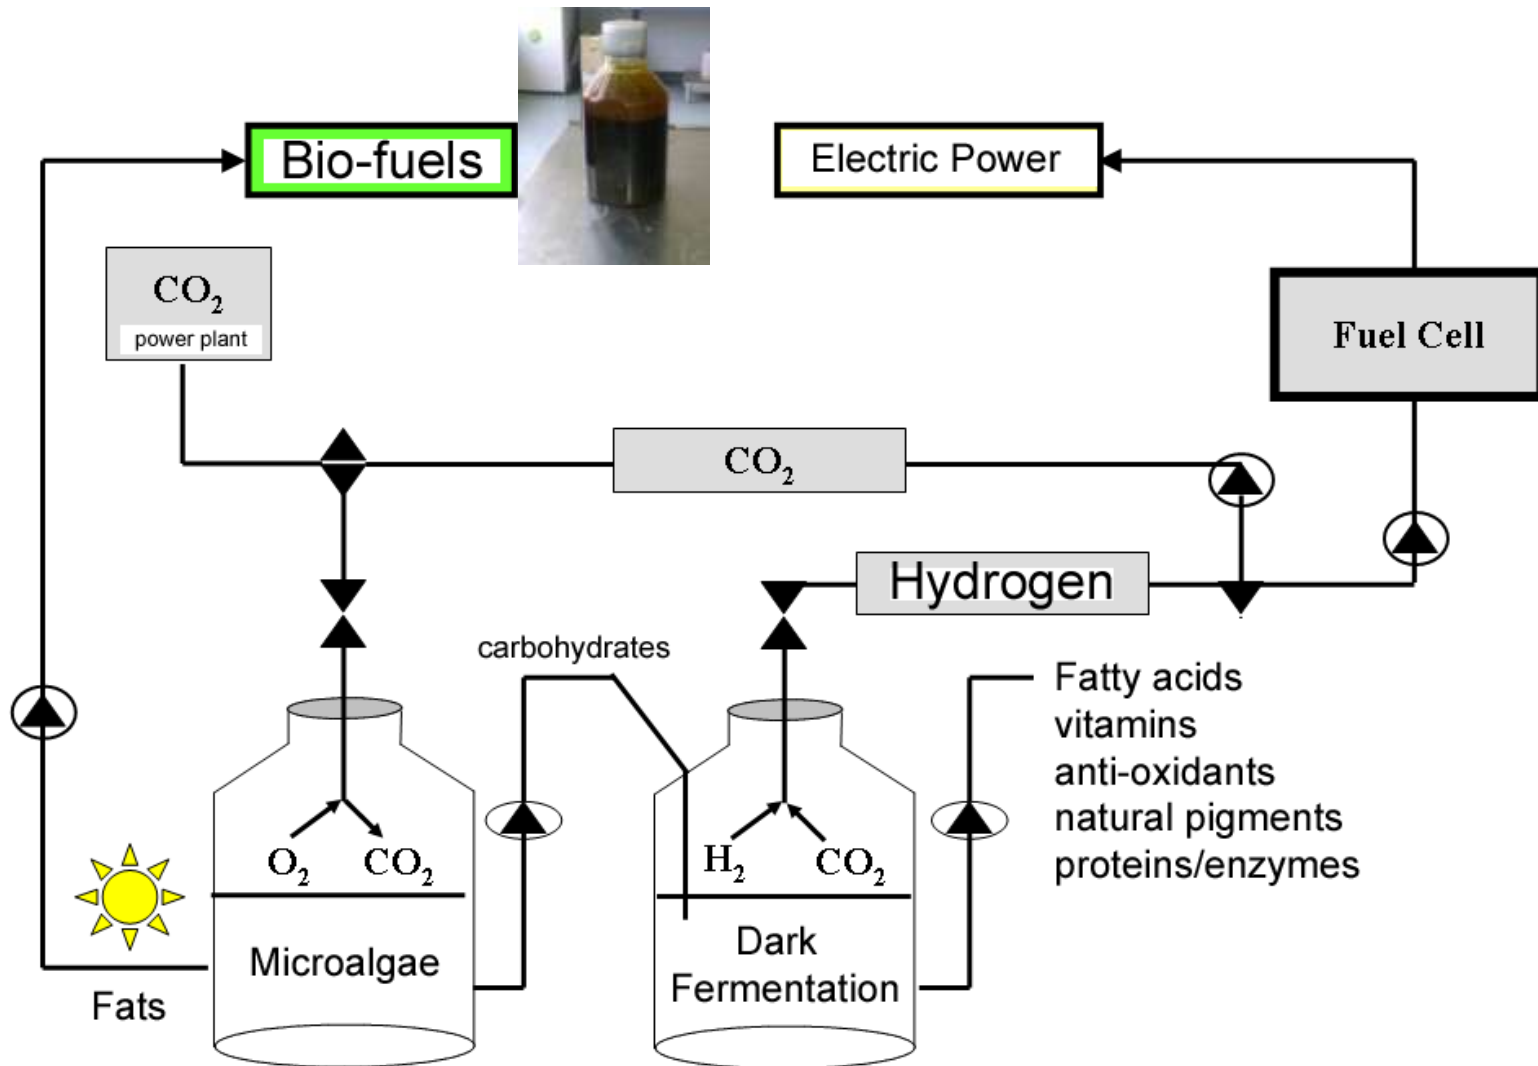 Bio-fuels
Electric Power
CO₂
power plant
Fuel Cell
CO₂
Hydrogen
carbohydrates
Fatty acids
vitamins
anti-oxidants
natural pigments
proteins/enzymes
O₂
CO₂
H₂
CO₂
Microalgae
Dark
Fermentation
Fats